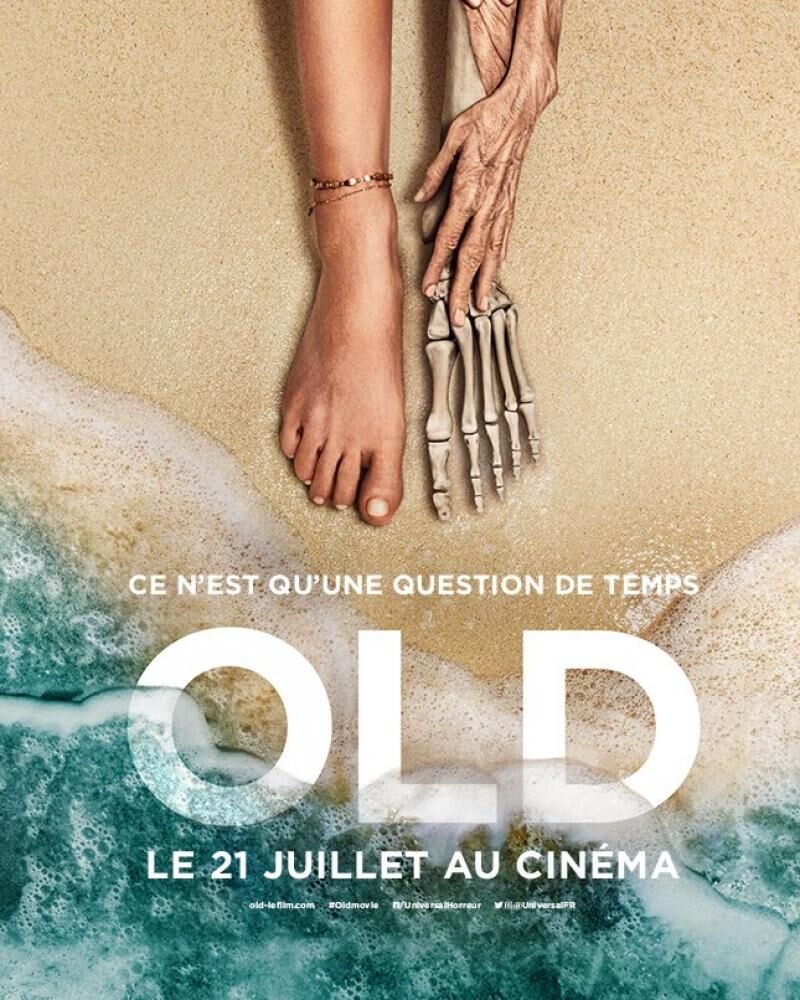 CE N'EST QU'UNE QUESTION DE TEMPS
OLD
LE 21 JUILLET AU CINÉMA
old-lefilm.com #Oldmovie /UniversalHorreur @UniversalFR